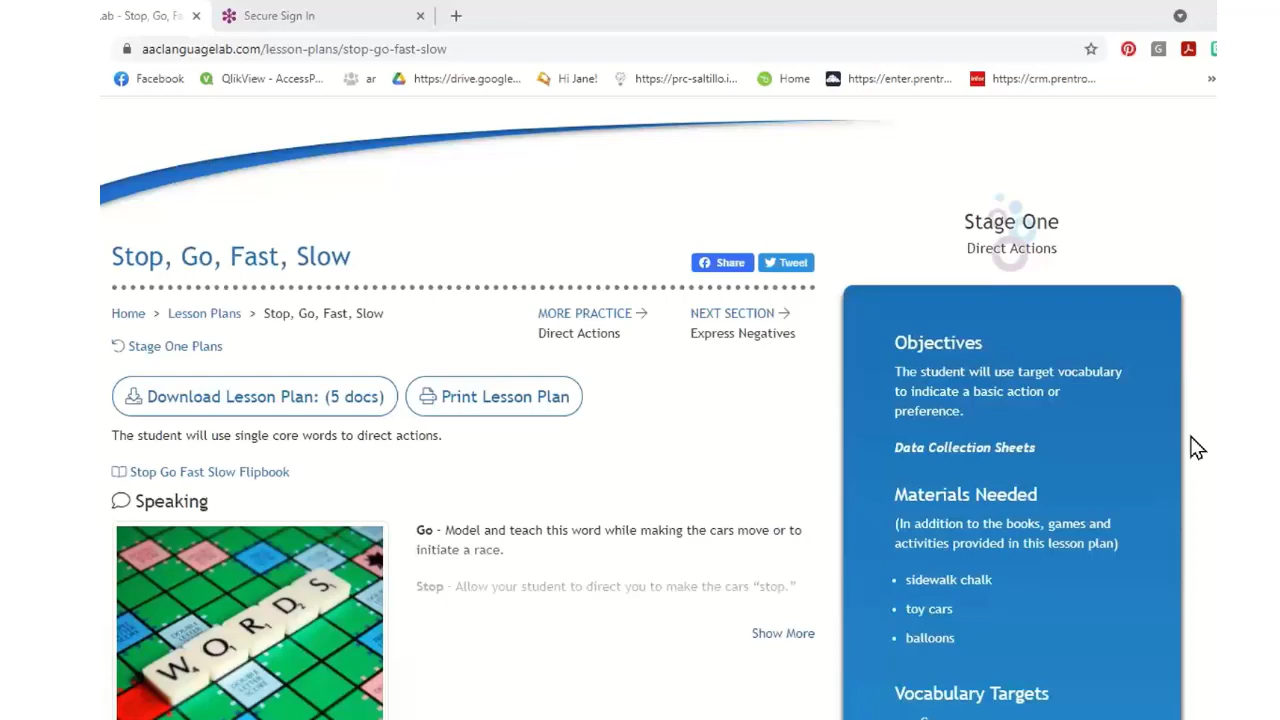 ab - Stop, Go, Fa
Secure Sign In
aaclanguagelab.com/lesson-plans/stop-go-fast-slow
Facebook
QlikView - AccessP...
ar
https://drive.google...
Hi Jane!
https://prc-saltillo.i...
Home
https://enter.prentr...
https://crm.prentro...
Stage One
Direct Actions
Stop, Go, Fast, Slow
Share
Tweet
Home > Lesson Plans > Stop, Go, Fast, Slow
MORE PRACTICE
Direct Actions
NEXT SECTION
Express Negatives
Stage One Plans
Download Lesson Plan: (5 docs)
Print Lesson Plan
The student will use single core words to direct actions.
Stop Go Fast Slow Flipbook
Speaking
Go - Model and teach this word while making the cars move or to
initiate a race.
Stop - Allow your student to direct you to make the cars “stop.”
Show More
WORDS
Objectives
The student will use target vocabulary
to indicate a basic action or
preference.
Data Collection Sheets
Materials Needed
(In addition to the books, games and
activities provided in this lesson plan)
• sidewalk chalk
• toy cars
• balloons
Vocabulary Targets